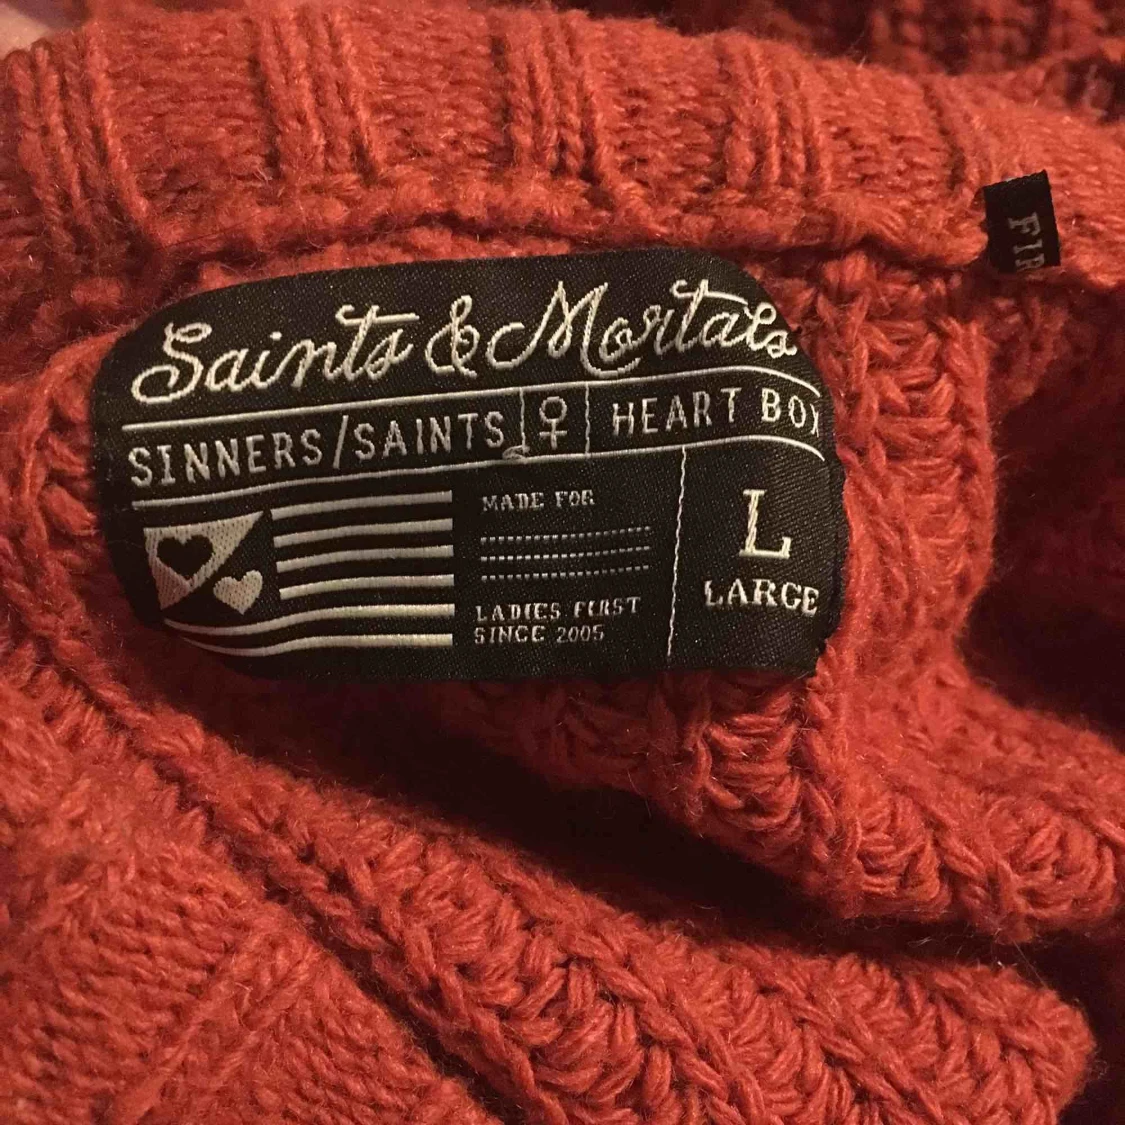 Saints & Mortals
SINNERS/SAINTS ♀ HEART BOX
MADE FOR
LADIES FIRST
SINCE 2005
L
LARGE